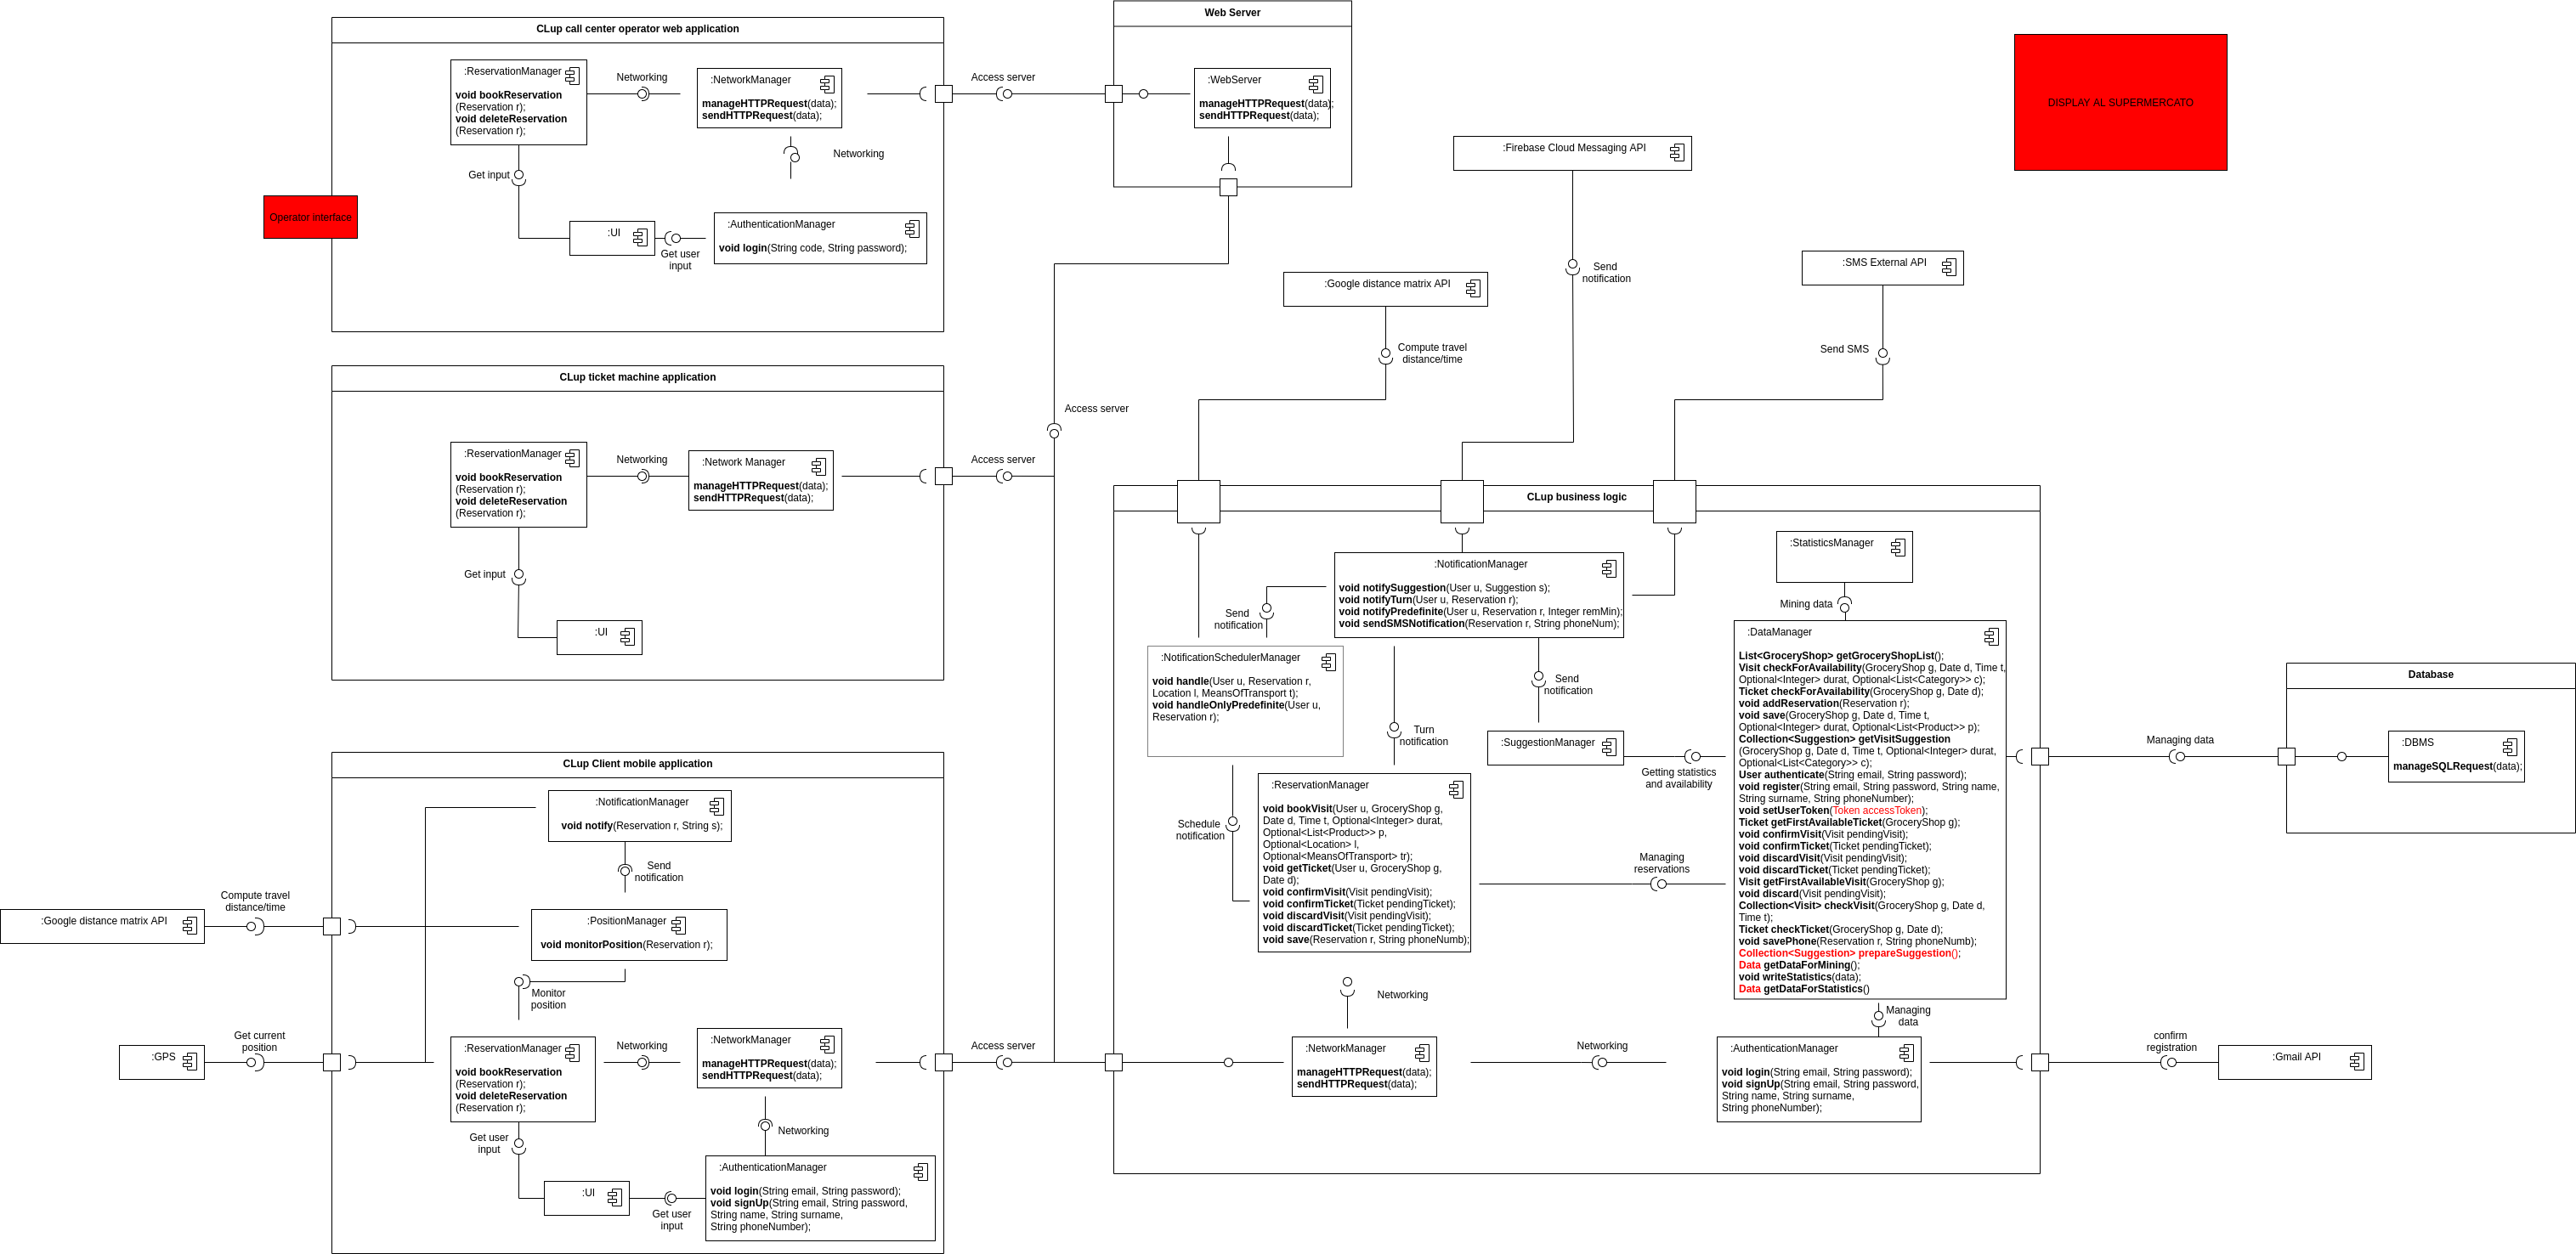 CLup call center operator web application
:ReservationManager
void bookReservation
(Reservation r);
void deleteReservation
(Reservation r);
Networking
:NetworkManager
manageHTTPRequest(data);
sendHTTPRequest(data);
Networking
Get input
:UI
Get user
input
:AuthenticationManager
void login(String code, String password);
Operator interface
Access server
Web Server
:WebServer
manageHTTPRequest(data);
sendHTTPRequest(data);
DISPLAY AL SUPERMERCATO
:Firebase Cloud Messaging API
Send
notification
:Google distance matrix API
Compute travel
distance/time
:SMS External API
Send SMS
CLup ticket machine application
:ReservationManager
void bookReservation
(Reservation r);
void deleteReservation
(Reservation r);
Networking
:Network Manager
manageHTTPRequest(data);
sendHTTPRequest(data);
Get input
:UI
Access server
Access server
CLup business logic
:NotificationManager
void notifySuggestion(User u, Suggestion s);
void notifyTurn(User u, Reservation r);
void notifyPredefinite(User u, Reservation r, Integer remMin);
void sendSMSNotification(Reservation r, String phoneNum);
Send
notification
:NotificationSchedulerManager
void handle(User u, Reservation r,
Location l, MeansOfTransport t);
void handleOnlyPredefinite(User u,
Reservation r);
Send
notification
Turn
notification
:SuggestionManager
Getting statistics
and availability
:StatisticsManager
Mining data
:DataManager
List<GroceryShop> getGroceryShopList();
Visit checkForAvailability(GroceryShop g, Date d, Time t,
Optional<Integer> durat, Optional<List<Category>> c);
Ticket checkForAvailability(GroceryShop g, Date d);
void addReservation(Reservation r);
void save(GroceryShop g, Date d, Time t,
Optional<Integer> durat, Optional<List<Product>> p);
Collection<Suggestion> getVisitSuggestion
(GroceryShop g, Date d, Time t, Optional<Integer> durat,
Optional<List<Category>> c);
User authenticate(String email, String password);
void register(String email, String password, String name,
String surname, String phoneNumber);
void setUserToken(Token accessToken);
Ticket getFirstAvailableTicket(GroceryShop g);
void confirmVisit(Visit pendingVisit);
void confirmTicket(Ticket pendingTicket);
void discardVisit(Visit pendingVisit);
void discardTicket(Ticket pendingTicket);
Visit getFirstAvailableVisit(GroceryShop g);
void discard(Visit pendingVisit);
Collection<Visit> checkVisit(GroceryShop g, Date d,
Time t);
Ticket checkTicket(GroceryShop g, Date d);
void savePhone(Reservation r, String phoneNumb);
Collection<Suggestion> prepareSuggestion();
Data getDataForMining();
void writeStatistics(data);
Data getDataForStatistics()
Schedule
notification
:ReservationManager
void bookVisit(User u, GroceryShop g,
Date d, Time t, Optional<Integer> durat,
Optional<List<Product>> p,
Optional<Location> l,
Optional<MeansOfTransport> tr);
void getTicket(User u, GroceryShop g,
Date d);
void confirmVisit(Visit pendingVisit);
void confirmTicket(Ticket pendingTicket);
void discardVisit(Visit pendingVisit);
void discardTicket(Ticket pendingTicket);
void save(Reservation r, String phoneNumb);
Managing
reservations
Networking
:NetworkManager
manageHTTPRequest(data);
sendHTTPRequest(data);
Networking
Managing
data
:AuthenticationManager
void login(String email, String password);
void signUp(String email, String password,
String name, String surname,
String phoneNumber);
Managing data
Database
:DBMS
manageSQLRequest(data);
confirm
registration
:Gmail API
CLup Client mobile application
:NotificationManager
void notify(Reservation r, String s);
Send
notification
:PositionManager
void monitorPosition(Reservation r);
Monitor
position
Compute travel
distance/time
:Google distance matrix API
Get current
position
:GPS
:ReservationManager
void bookReservation
(Reservation r);
void deleteReservation
(Reservation r);
Networking
:NetworkManager
manageHTTPRequest(data);
sendHTTPRequest(data);
Networking
Get user
input
:UI
Get user
input
:AuthenticationManager
void login(String email, String password);
void signUp(String email, String password,
String name, String surname,
String phoneNumber);
Access server